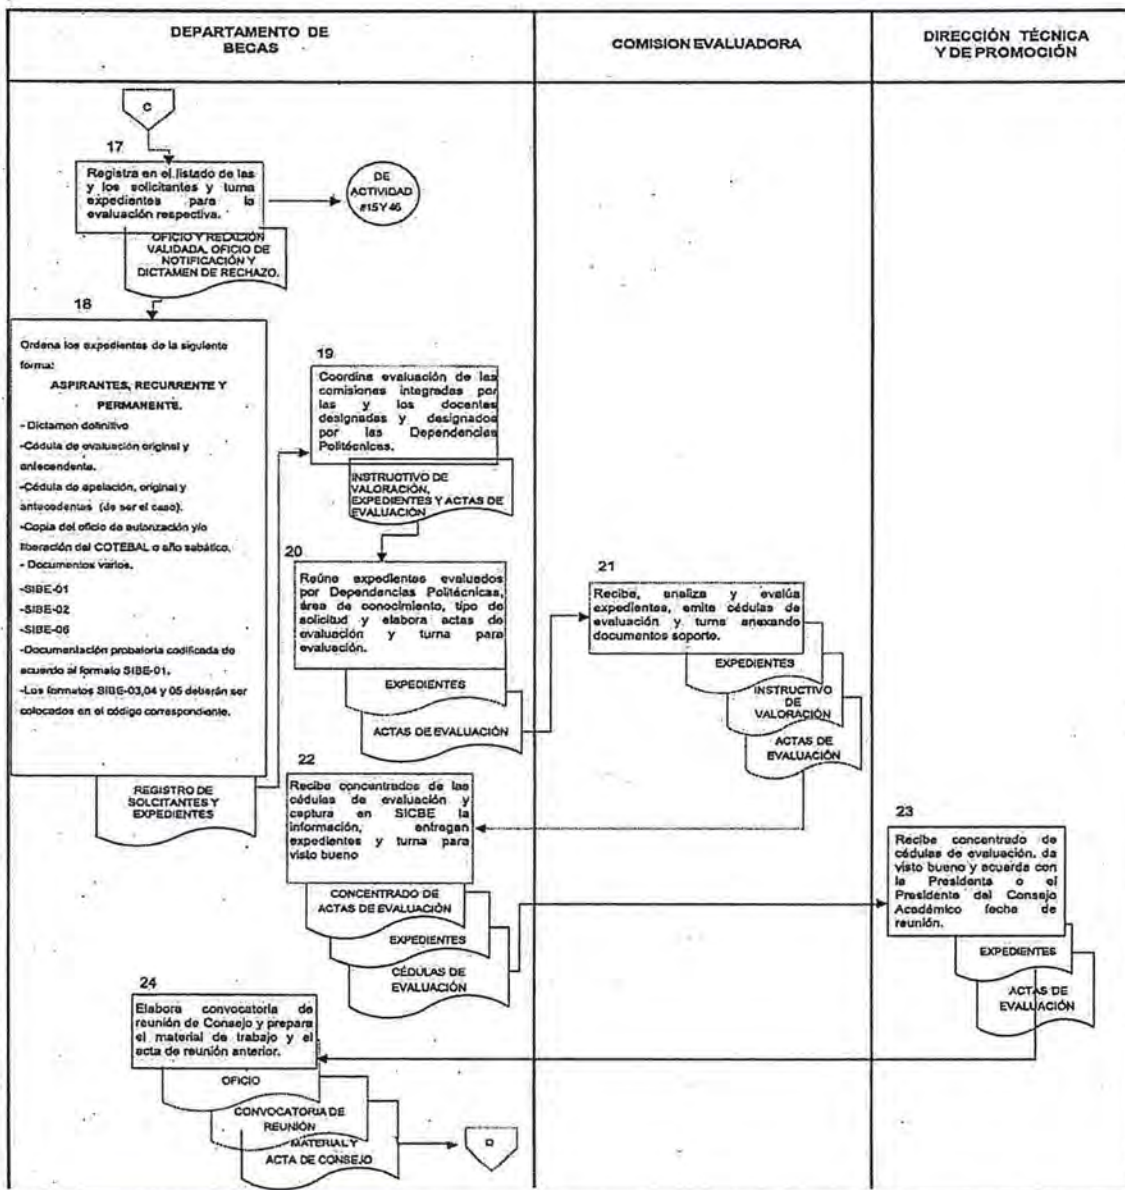 DEPARTAMENTO DE
BECAS
COMISION EVALUADORA
DIRECCIÓN TÉCNICA
Y DE PROMOCIÓN
C
17
Registra en el listado de las
y los solicitantes y turna
expedientes para la
evaluación respectiva.
DE
ACTIVIDAD
#15Y46
OFICIO Y RELACIÓN
VALIDADA, OFICIO DE
NOTIFICACIÓN Y
DICTAMEN DE RECHAZO.
18
Ordena los expedientes de la siguiente
forma:
ASPIRANTES, RECURRENTE Y
PERMANENTE.
- Dictamen definitivo
-Cédula de evaluación original y
antecendente.
-Cédula de apelación, original y
antecedentes (de ser el caso).
-Copia del oficio de autorización y/o
liberación del COTEBAL o año sabático.
- Documentos varios.
-SIBE-01
-SIBE-02
-SIBE-06
-Documentación probatoria codificada de
acuerdo al formato SIBE-01.
-Los formatos SIBE-03,04 y 05 deberán ser
colocados en el código correspondiente.
REGISTRO DE
SOLCITANTES Y
EXPEDIENTES
19
Coordina evaluación de las
comisiones integradas por
las y los docentes
designadas y designados
por las Dependencias
Politécnicas.
INSTRUCTIVO DE
VALORACIÓN,
EXPEDIENTES Y ACTAS DE
EVALUACIÓN
20
Reúne expedientes evaluados
por Dependencias Politécnicas,
área de conocimiento, tipo de
solicitud y elabora actas de
evaluación y turna para
evaluación.
EXPEDIENTES
ACTAS DE EVALUACIÓN
21
Recibe, analiza y evalúa
expedientes, emite cédulas de
evaluación y turna anexando
documentos soporte.
EXPEDIENTES
INSTRUCTIVO
DE
VALORACIÓN
ACTAS DE
EVALUACIÓN
22
Recibe concentrados de las
cédulas de evaluación y
captura en SICBE la
información, entregan
expedientes y turna para
visto bueno
CONCENTRADO DE
ACTAS DE EVALUACIÓN
EXPEDIENTES
CÉDULAS DE
EVALUACIÓN
23
Recibe concentrado de
cédulas de evaluación, da
visto bueno y acuerda con
la Presidenta o el
Presidente del Consejo
Académico fecha de
reunión.
EXPEDIENTES
ACTAS DE
EVALUACIÓN
24
Elabora convocatoria de
reunión de Consejo y prepara
el material de trabajo y el
acta de reunión anterior.
OFICIO
CONVOCATORIA DE
REUNIÓN
MATERIAL Y
ACTA DE CONSEJO